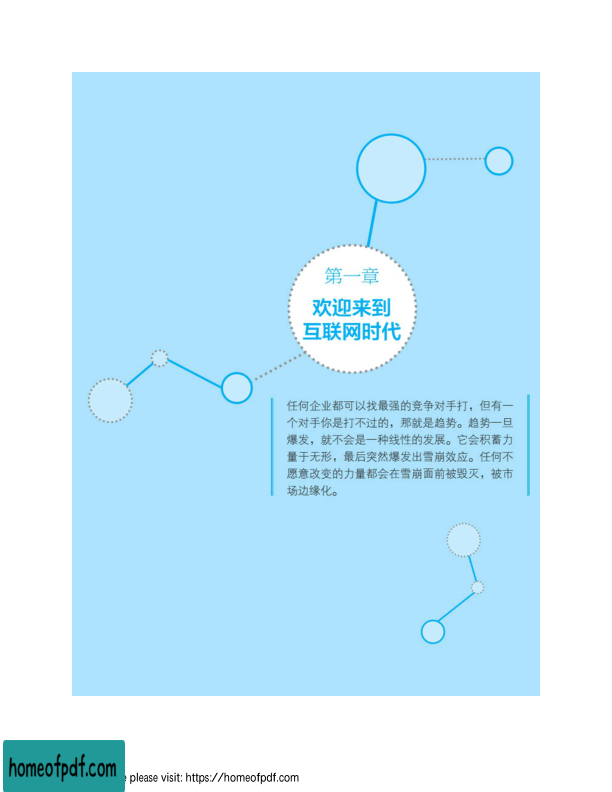 第一章
欢迎来到
互联网时代
任何企业都可以找最强的竞争对手打，但有一
个对手你是打不过的，那就是趋势。趋势一旦
爆发，就不会是一种线性的发展。它会积蓄力
量于无形，最后突然爆发出雪崩效应。任何不
愿意改变的力量都会在雪崩面前被毁灭，被市
场边缘化。
homeofpdf.com
e please visit: https://homeofpdf.com